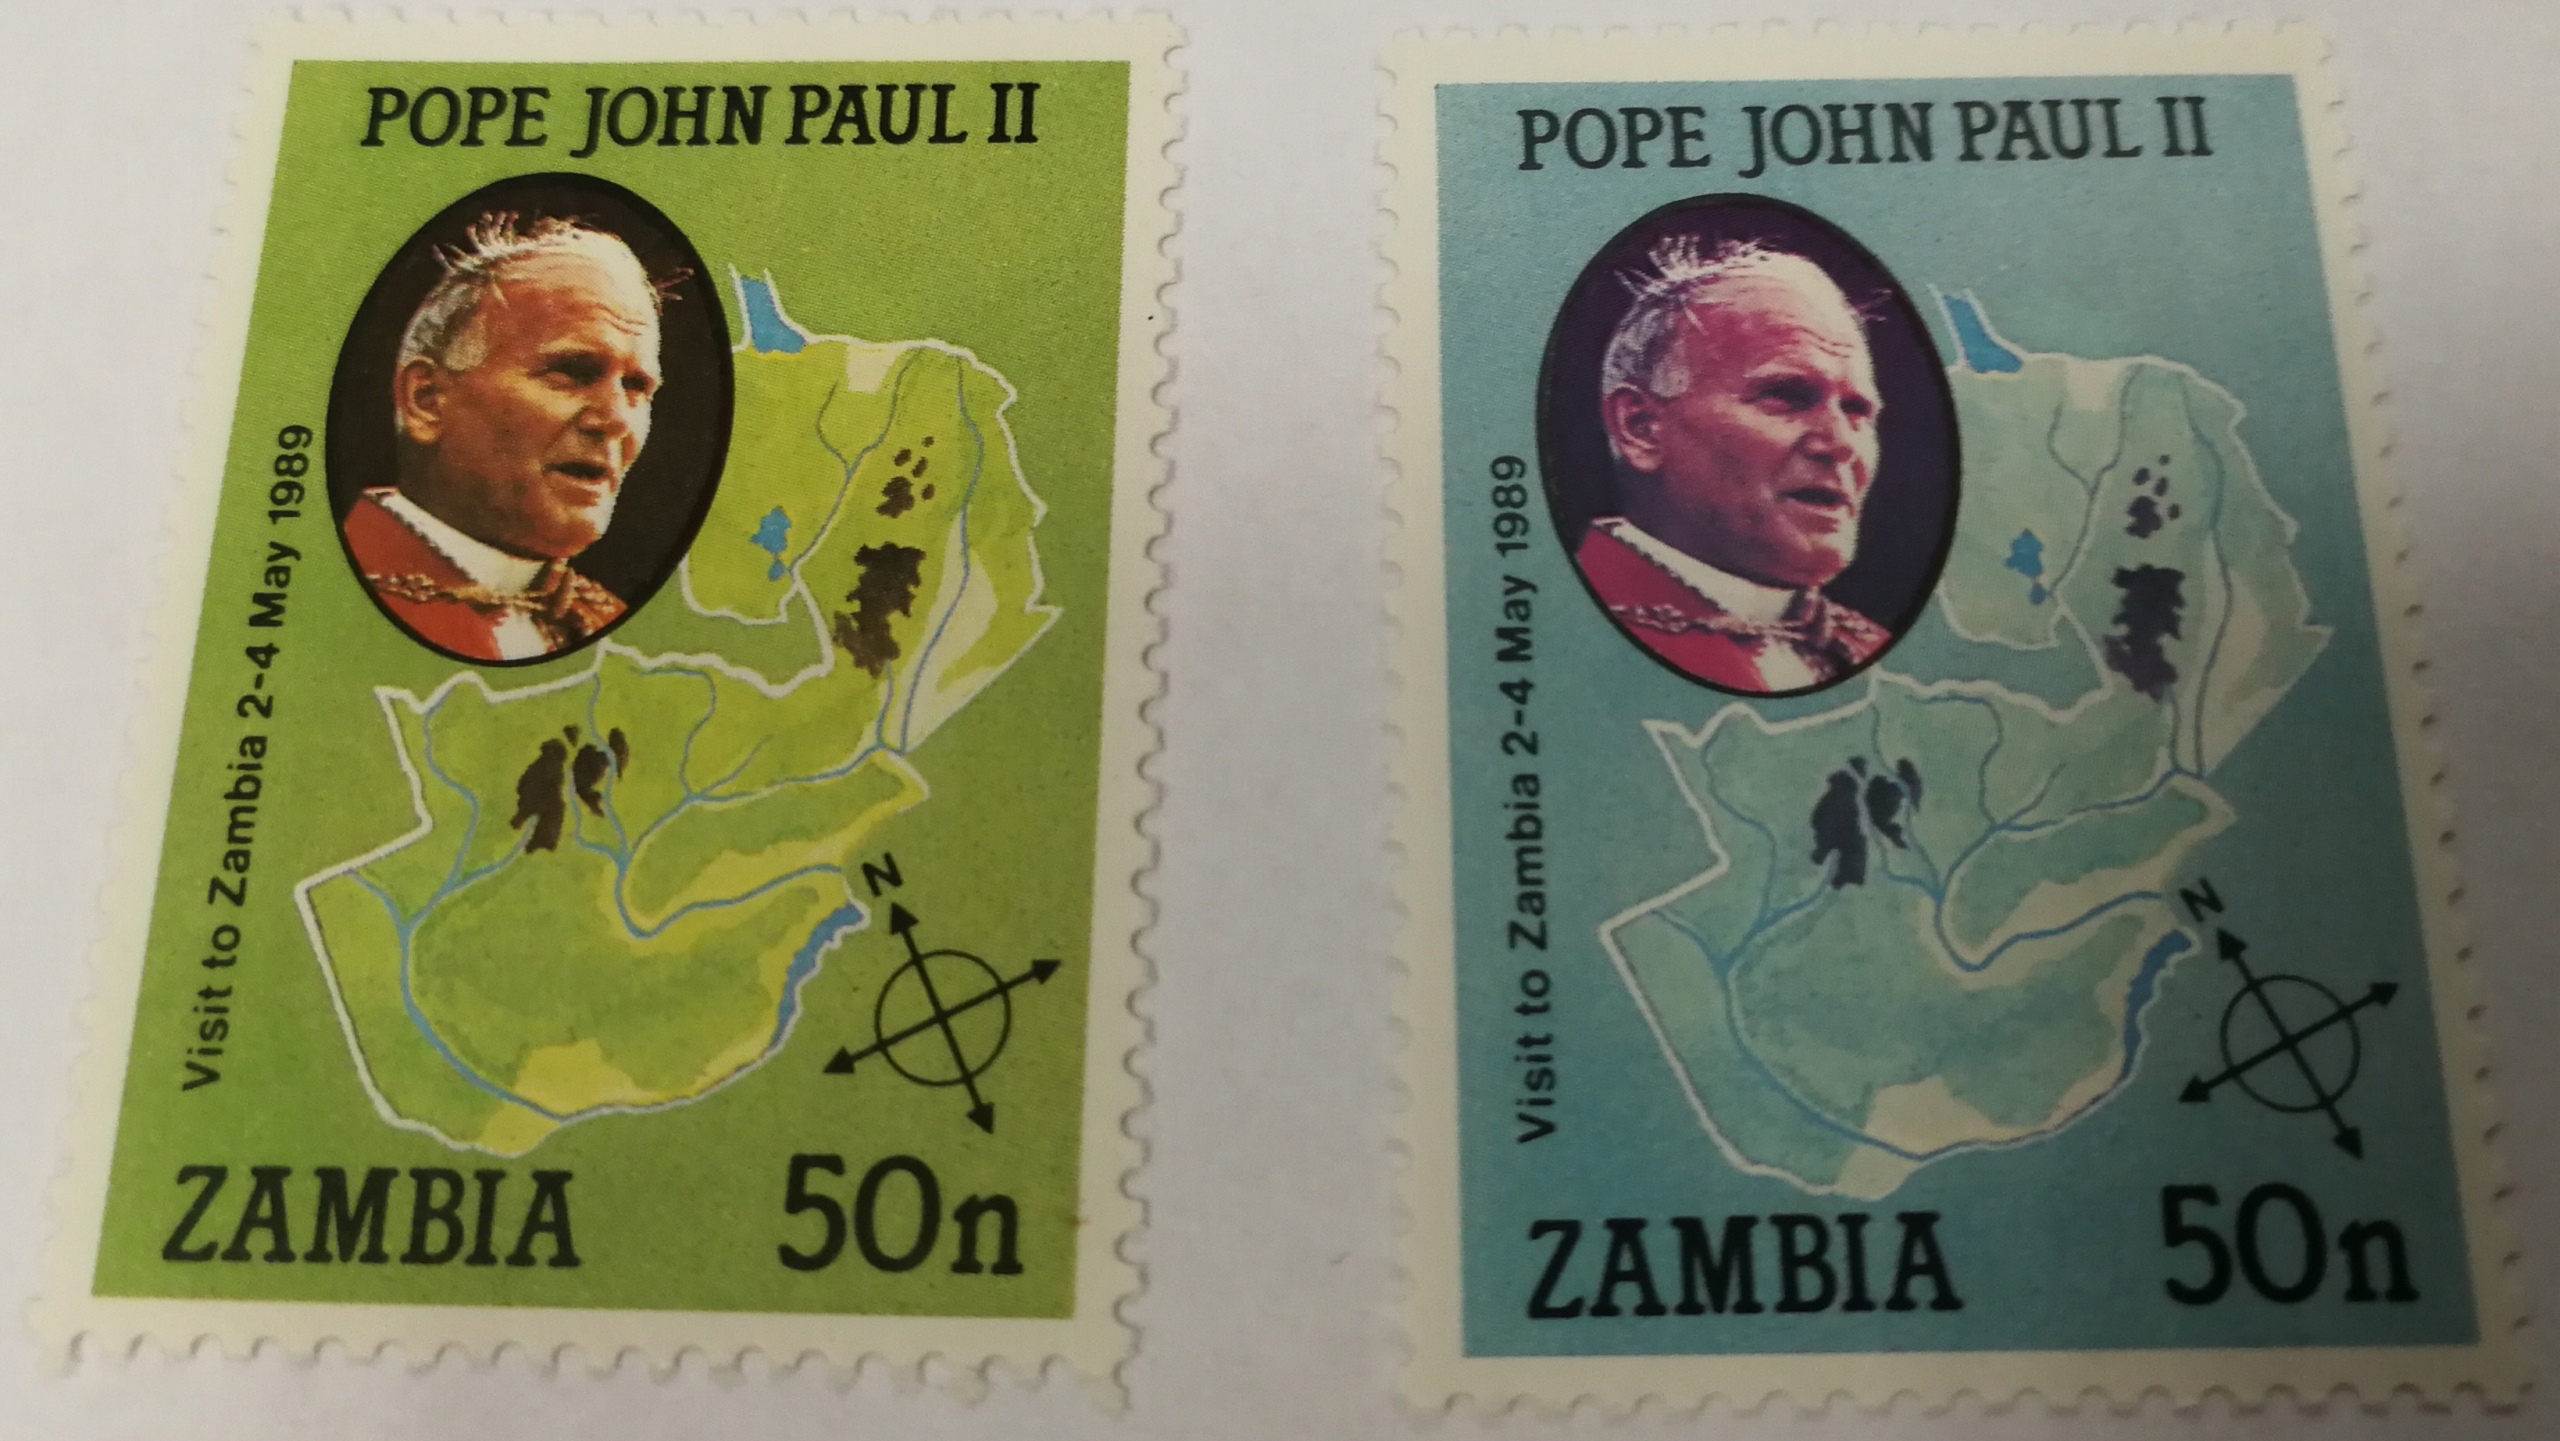 POPE JOHN PAUL II
Visit to Zambia 2-4 May 1989
N
ZAMBIA 50n
POPE JOHN PAUL II
Visit to Zambia 2-4 May 1989
N
ZAMBIA 50n